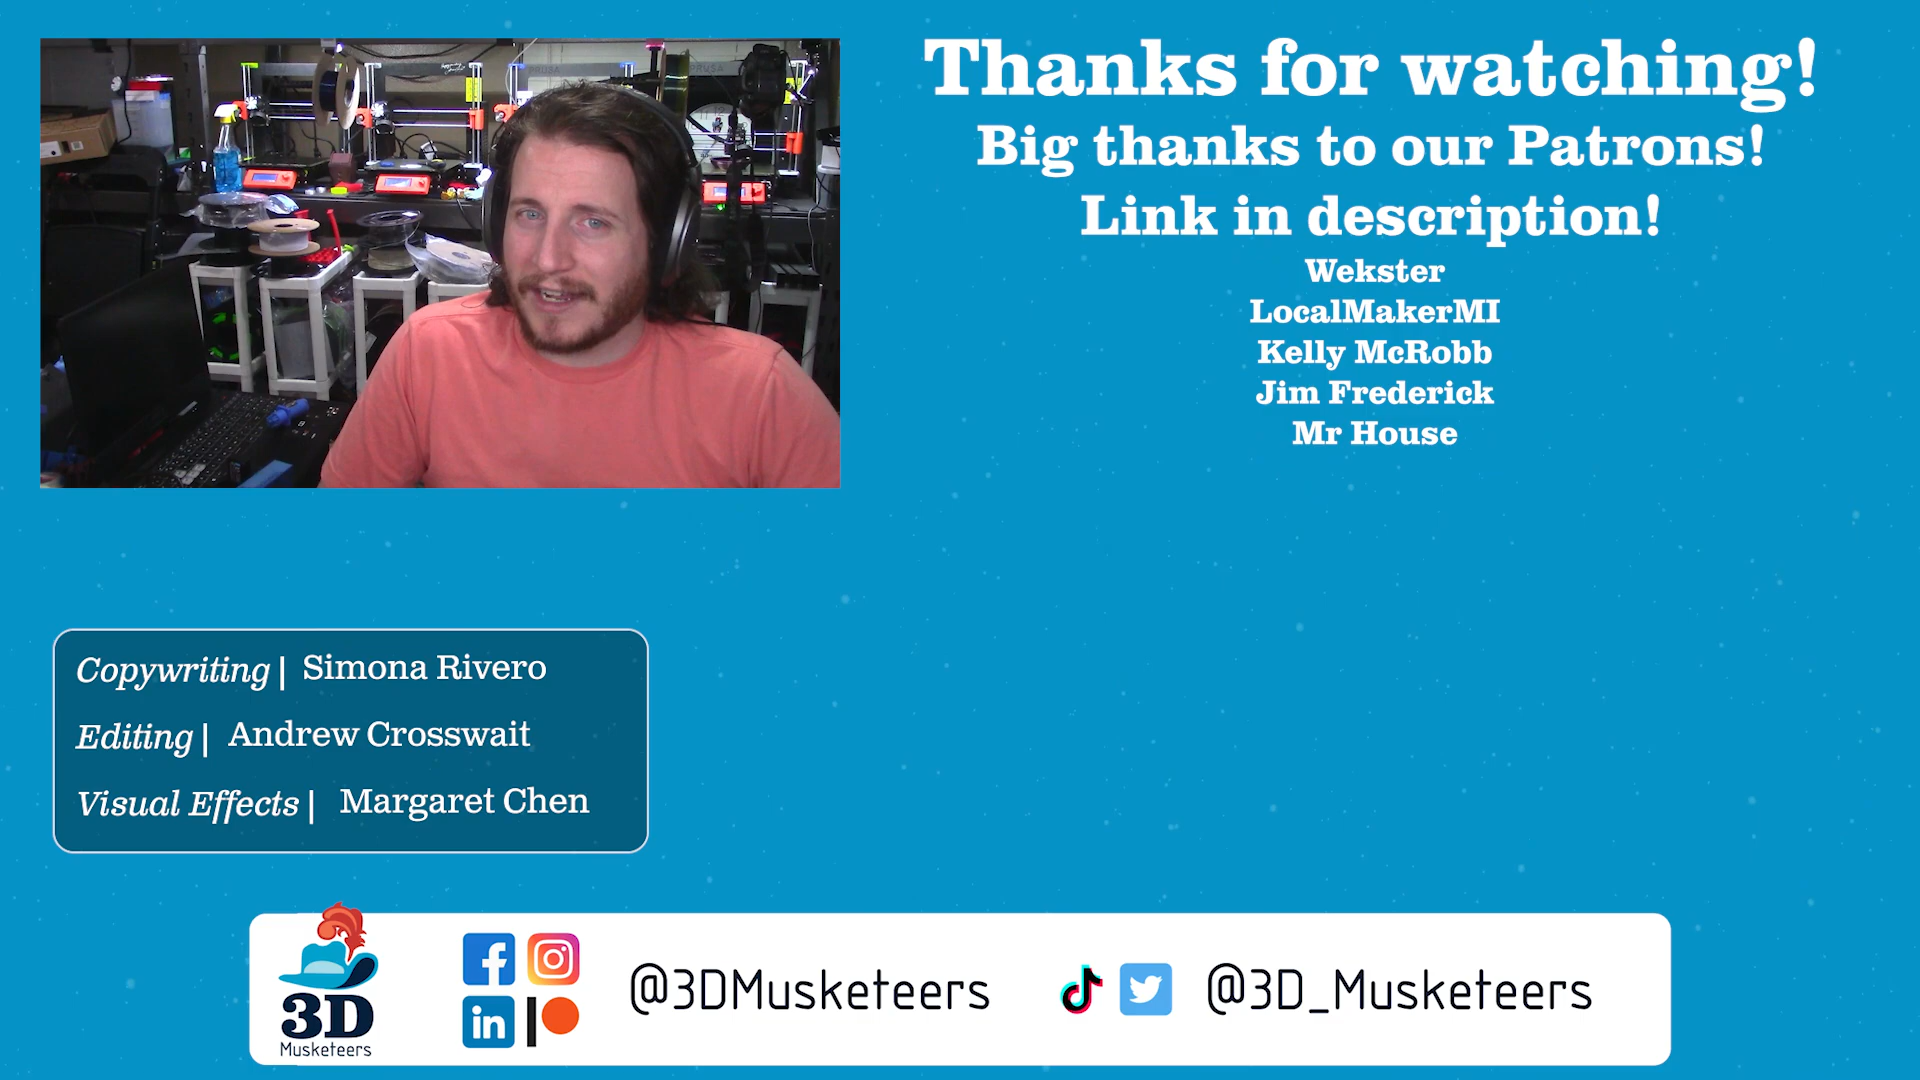 Thanks for watching!
Big thanks to our Patrons!
Link in description!
Wekster
LocalMakerMI
Kelly McRobb
Jim Frederick
Mr House
Copywriting | Simona Rivero
Editing | Andrew Crosswait
Visual Effects | Margaret Chen
3D
Musketeers
@3DMusketeers
@3D_Musketeers